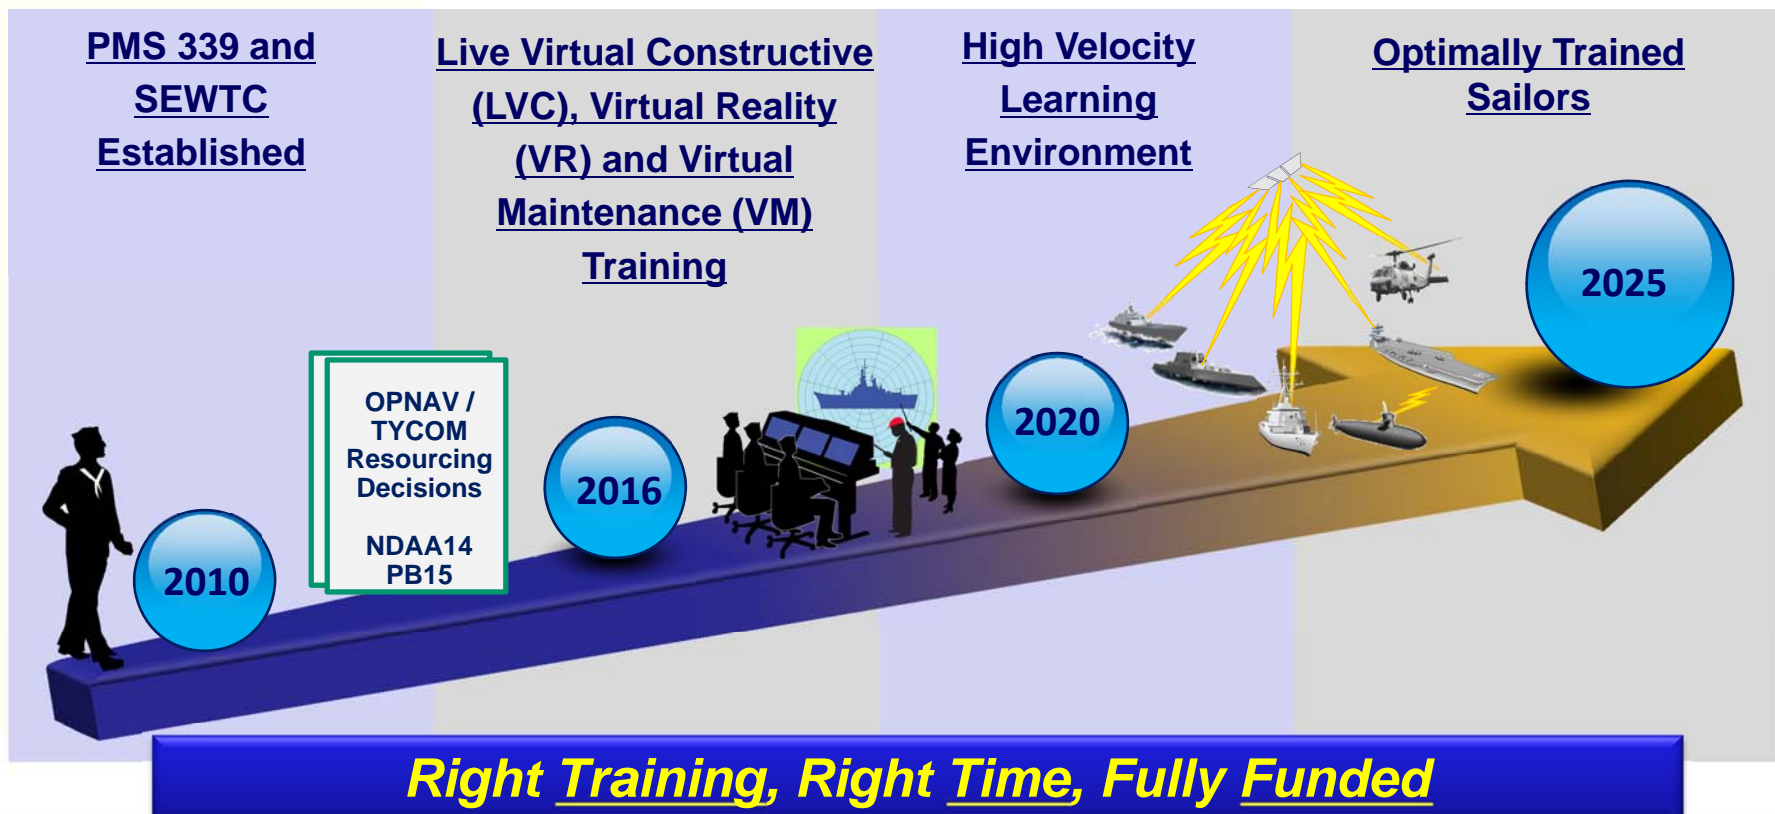 PMS 339 and
SEWTC
Established
Live Virtual Constructive
(LVC), Virtual Reality
(VR) and Virtual
Maintenance (VM)
Training
High Velocity
Learning
Environment
Optimally Trained
Sailors
2010
OPNAV /
TYCOM
Resourcing
Decisions
NDAA14
PB15
2016
2020
2025
Right Training, Right Time, Fully Funded